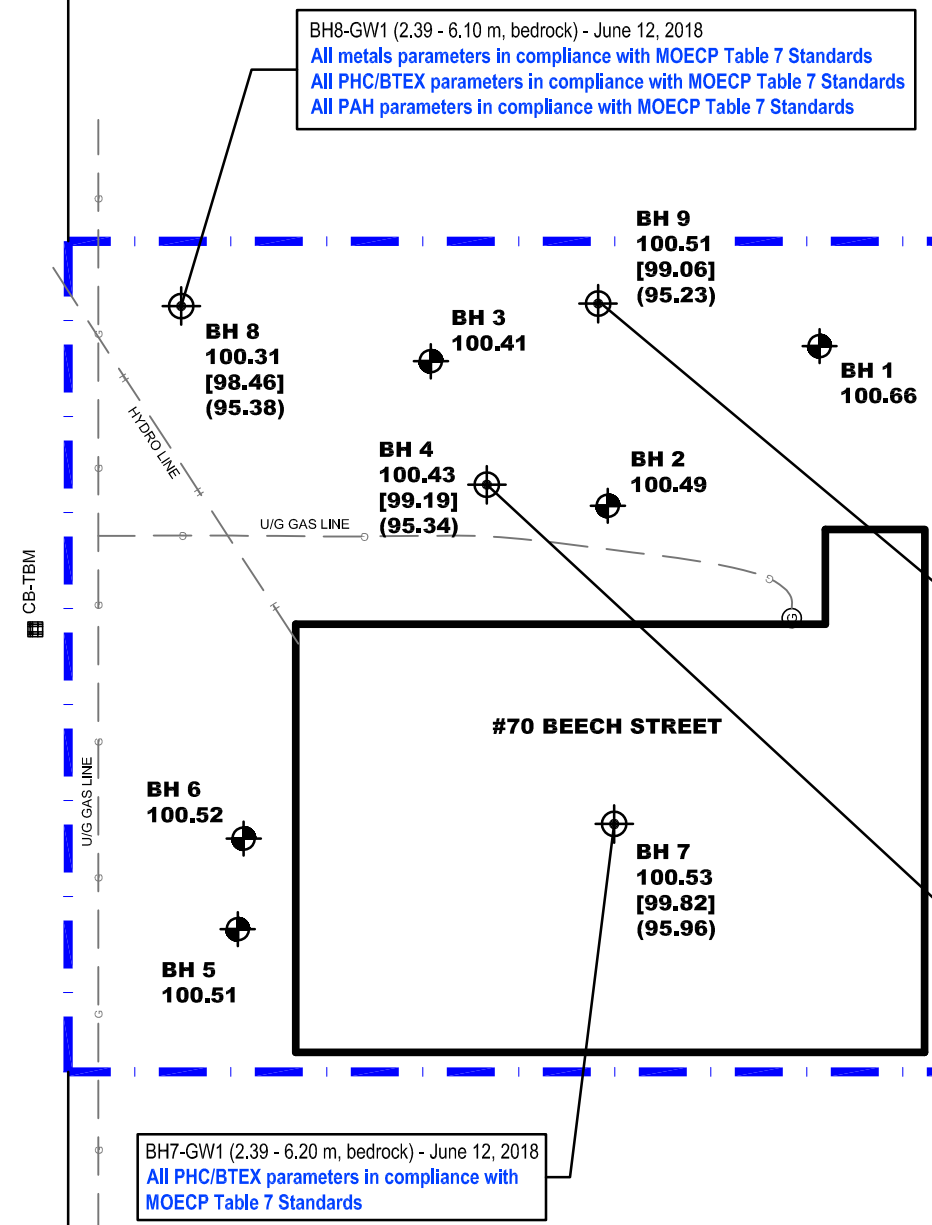 BH8-GW1 (2.39 - 6.10 m, bedrock) - June 12, 2018
All metals parameters in compliance with MOECP Table 7 Standards
All PHC/BTEX parameters in compliance with MOECP Table 7 Standards
All PAH parameters in compliance with MOECP Table 7 Standards
G
BH 9
100.51
[99.06]
(95.23)
BH 8
100.31
[98.46]
(95.38)
BH 3
100.41
BH 1
100.66
G
H
HYDRO LINE
H
H
BH 4
100.43
[99.19]
(95.34)
BH 2
100.49
G
U/G GAS LINE
G
G
G
G
CB-TBM
G
#70 BEECH STREET
G
U/G GAS LINE
BH 6
100.52
BH 7
100.53
[99.82]
(95.96)
G
BH 5
100.51
G
G
BH7-GW1 (2.39 - 6.20 m, bedrock) - June 12, 2018
All PHC/BTEX parameters in compliance with
MOECP Table 7 Standards